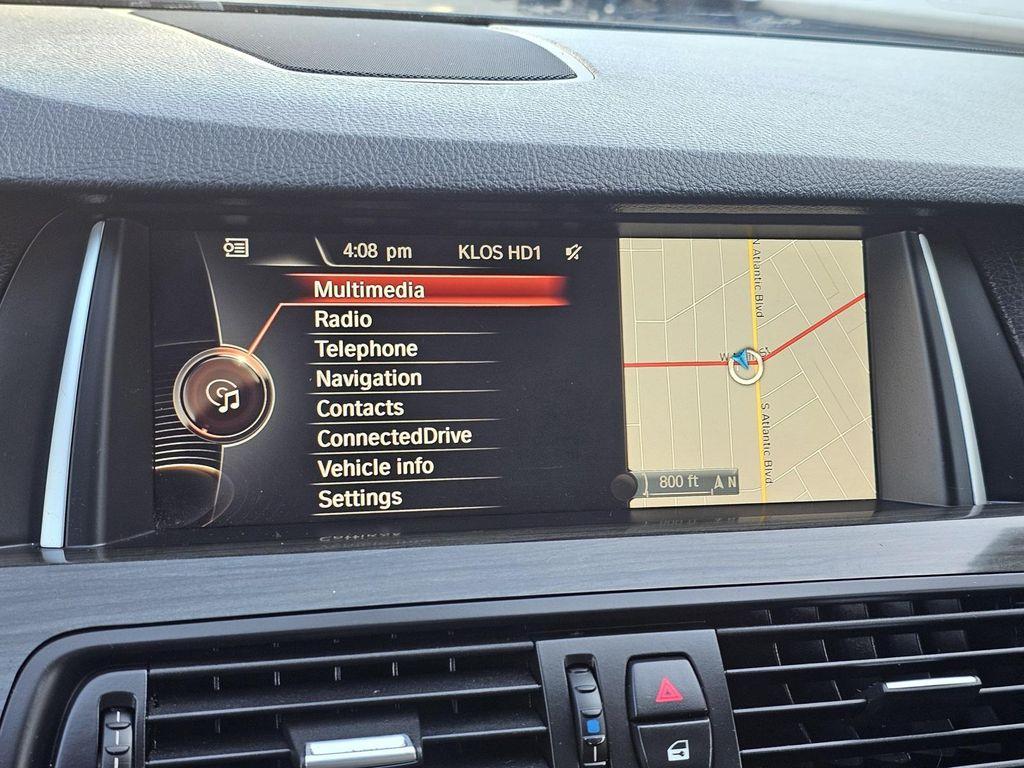 4:08 pm KLOS HD1
Multimedia
Radio
Telephone
Navigation
Contacts
ConnectedDrive
Vehicle info
Settings
N Atlantic Blvd
S Atlantic Blvd
800 ft N